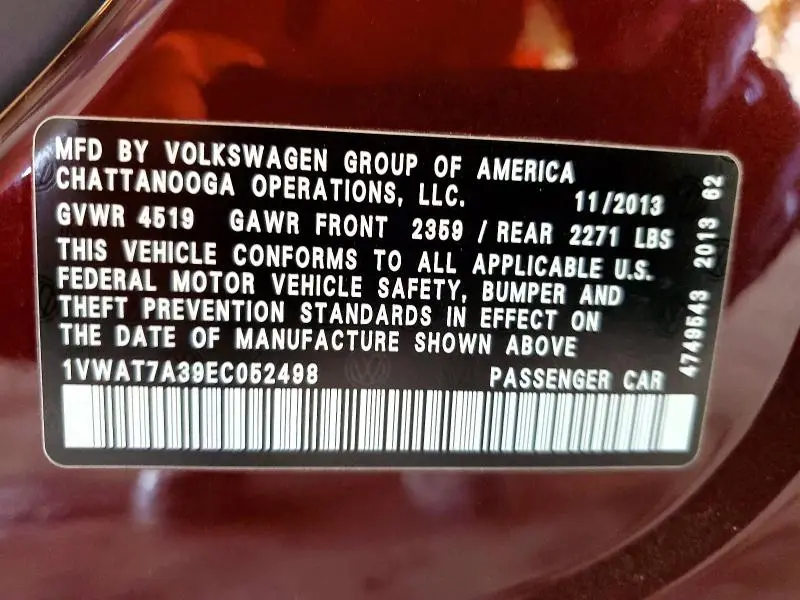 MFD BY VOLKSWAGEN GROUP OF AMERICA
CHATTANOOGA OPERATIONS, LLC. 11/2013
GVWR 4519 GAWR FRONT 2359 / REAR 2271 LBS
THIS VEHICLE CONFORMS TO ALL APPLICABLE U.S.
FEDERAL MOTOR VEHICLE SAFETY, BUMPER AND
THEFT PREVENTION STANDARDS IN EFFECT ON
THE DATE OF MANUFACTURE SHOWN ABOVE
1VWAT7A39EC052498 PASSENGER CAR
4749543 2013 62